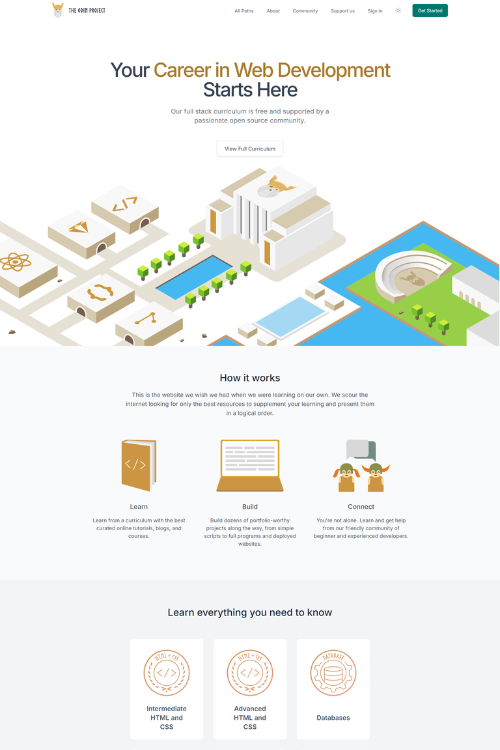 THE ODIN PROJECT
All Paths
About
Community
Support us
Sign in
Get Started
Your Career in Web Development
Starts Here
Our full stack curriculum is free and supported by a
passionate open source community.
View Full Curriculum
</>
How it works
This is the website we wish we had when we were learning on our own. We scour the
internet looking for only the best resources to supplement your learning and present them
in a logical order.
</>
Learn
Build
Connect
Learn from a curriculum with the best
curated online tutorials, blogs, and
courses.
Build dozens of portfolio-worthy
projects along the way, from simple
scripts to full programs and deployed
websites.
You're not alone. Learn and get help
from our friendly community of
beginner and experienced developers.
Learn everything you need to know
HTML + CSS
</>
HTML + CSS
</>
DATABASE
Intermediate
HTML and
CSS
Advanced
HTML and
CSS
Databases